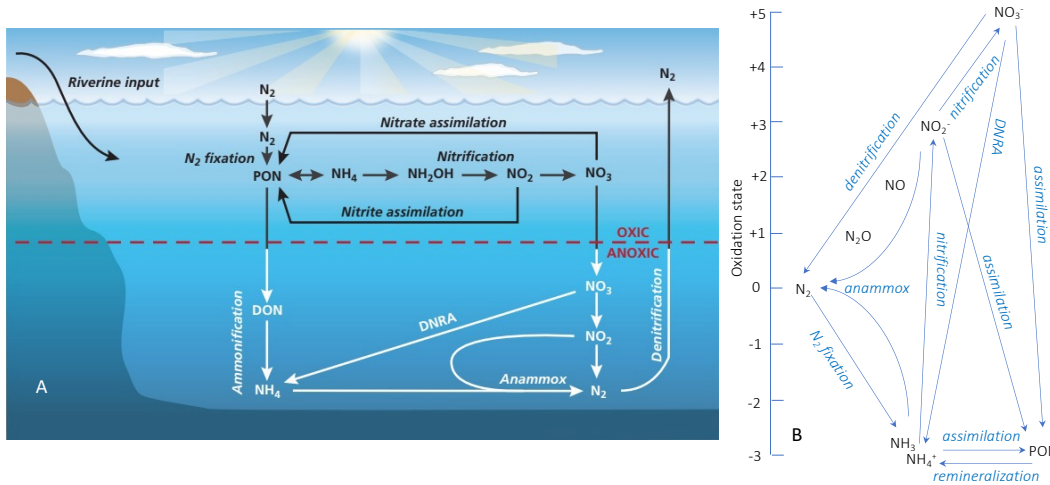 Riverine input
N₂
N₂
N₂
N₂ fixation
Nitrate assimilation
Nitrification
PON
NH₄
NH₂OH
NO₂
NO₃
Nitrite assimilation
OXIC
ANOXIC
NO₃
DON
DNRA
NO₂
Ammonification
Denitrification
Anammox
NH₄
N₂
A
Oxidation state
+5
+4
+3
+2
+1
0
-1
-2
-3
NO₃⁻
nitrification
NO₂⁻
DNRA
denitrification
NO
assimilation
N₂O
nitrification
assimilation
N₂
anammox
N₂ fixation
B
NH₃
NH₄⁺
assimilation
remineralization